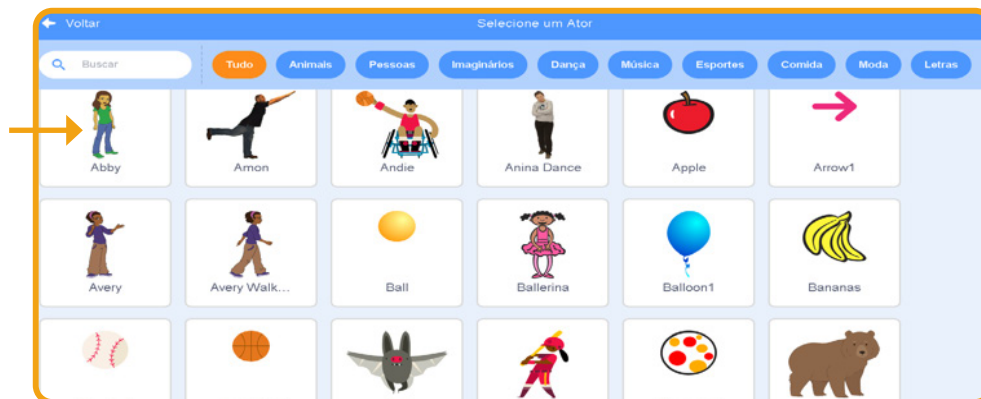 Voltar Selecione um Ator
Buscar Tudo Animais Pessoas Imaginários Dança Música Esportes Comida Moda Letras
Abby Amon Andie Anina Dance Apple Arrow1
Avery Avery Walk... Ball Ballerina Balloon1 Bananas